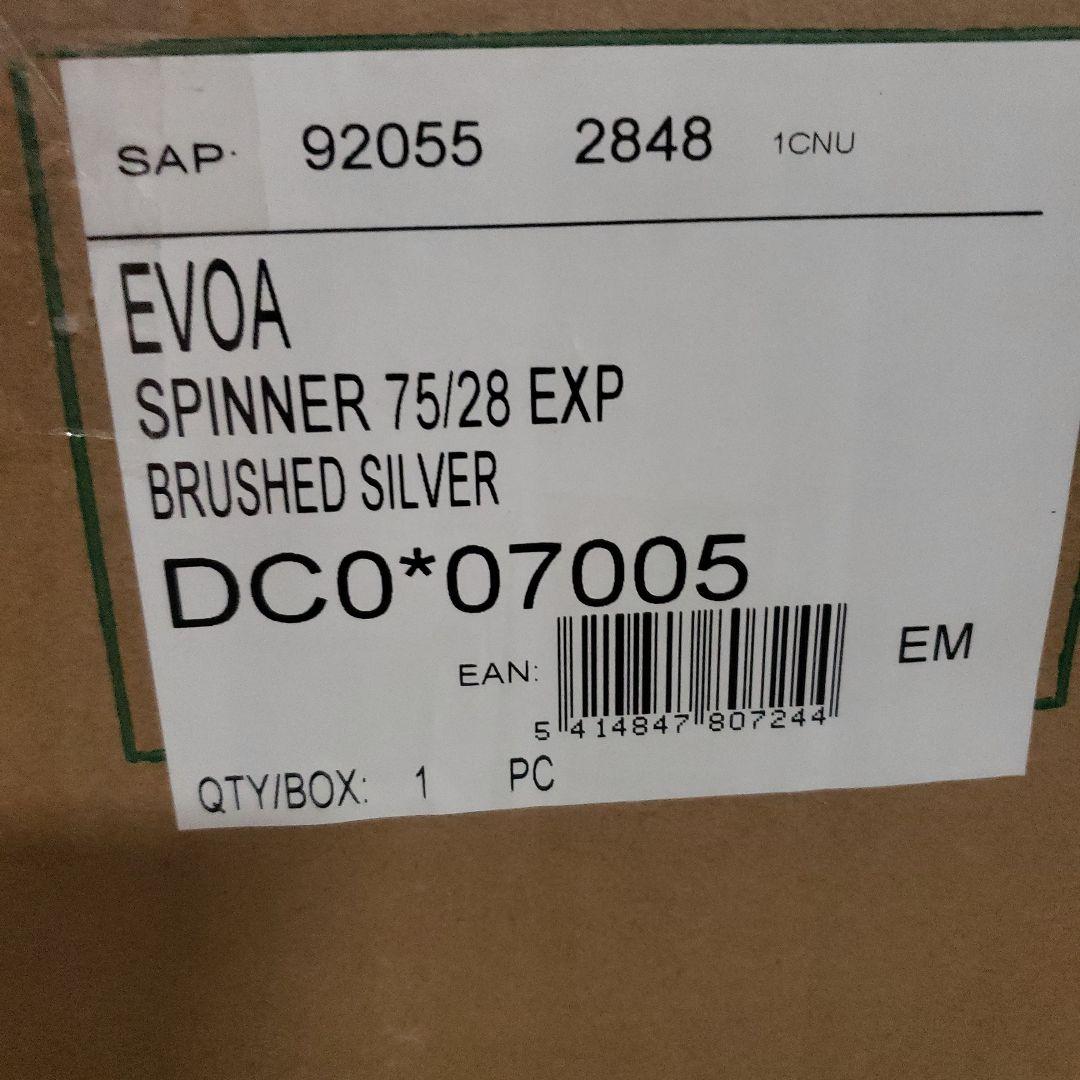 SAP: 92055 2848 1CNU
EVOA
SPINNER 75/28 EXP
BRUSHED SILVER
DC0*07005
EAN: EM
5 414847 807244
QTY/BOX: 1 PC